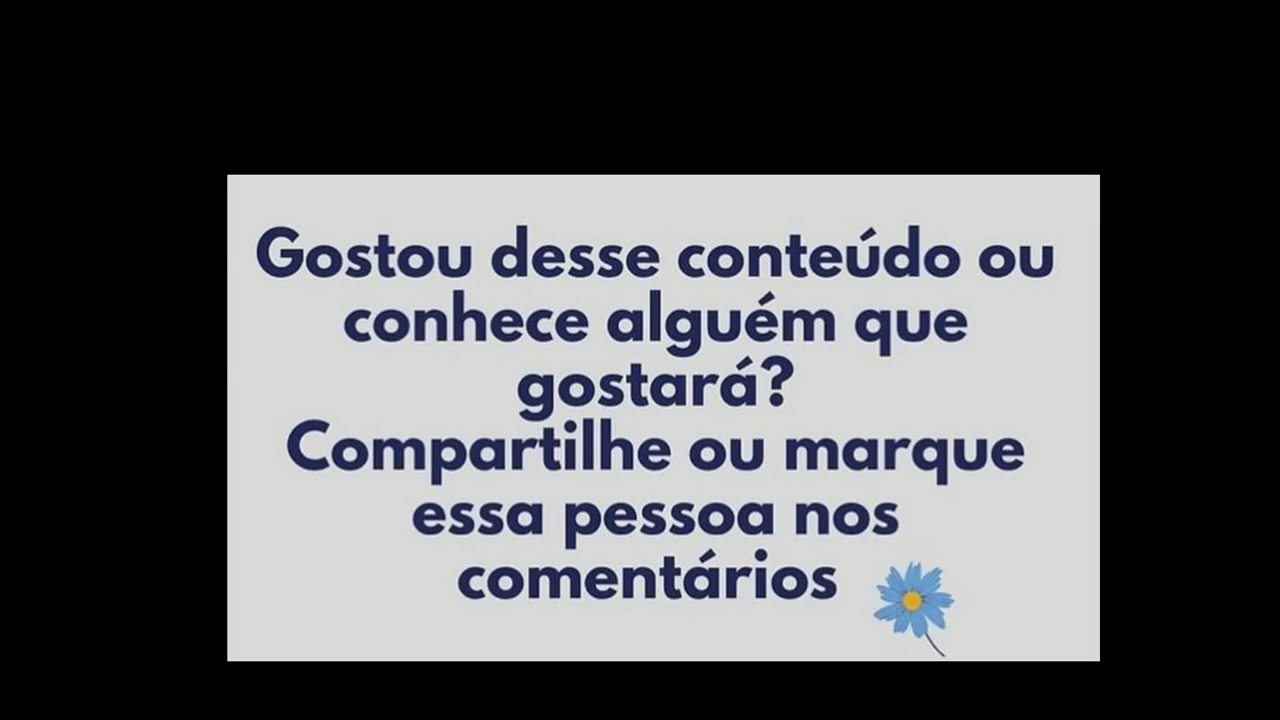 Gostou desse conteúdo ou
conhece alguém que
gostará?
Compartilhe ou marque
essa pessoa nos
comentários